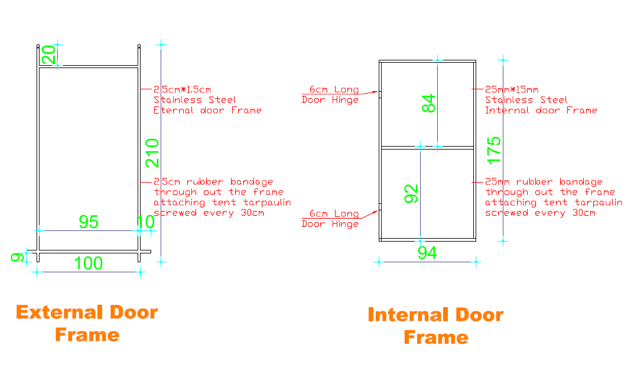 20
2.5cm*1.5cm
Stainless Steel
Eternal door Frame
210
2.5cm rubber bandage
through out the frame
attaching tent tarpaulin
screwed every 30cm
95
10
9
100
External Door
Frame
6cm Long
Door Hinge
84
25mm*15mm
Stainless Steel
Internal door Frame
175
92
25mm rubber bandage
through out the frame
attaching tent tarpaulin
screwed every 30cm
6cm Long
Door Hinge
94
Internal Door
Frame